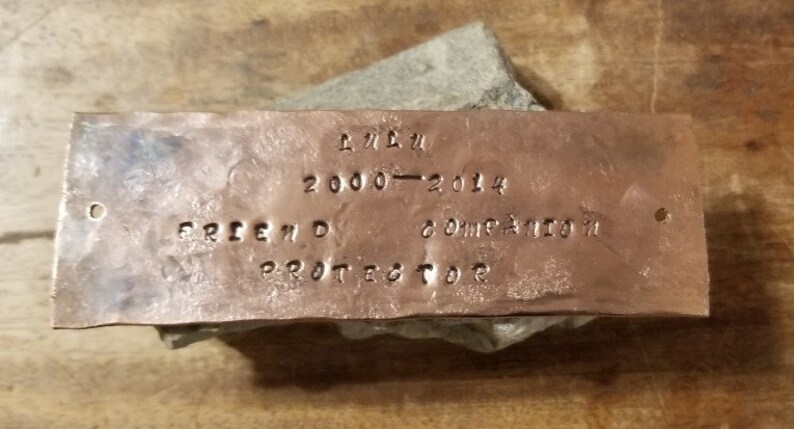 LULU
2000—2014
FRIEND COMPANION
PROTECTOR